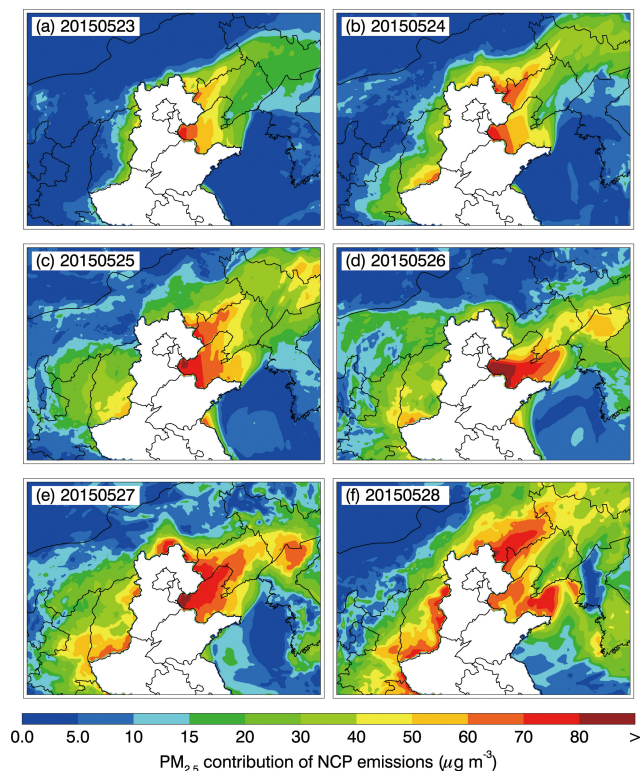 (a) 20150523
(b) 20150524
(c) 20150525
(d) 20150526
(e) 20150527
(f) 20150528
0.0 5.0 10 15 20 30 40 50 60 70 80 >
PM2.5 contribution of NCP emissions (μg m-3)